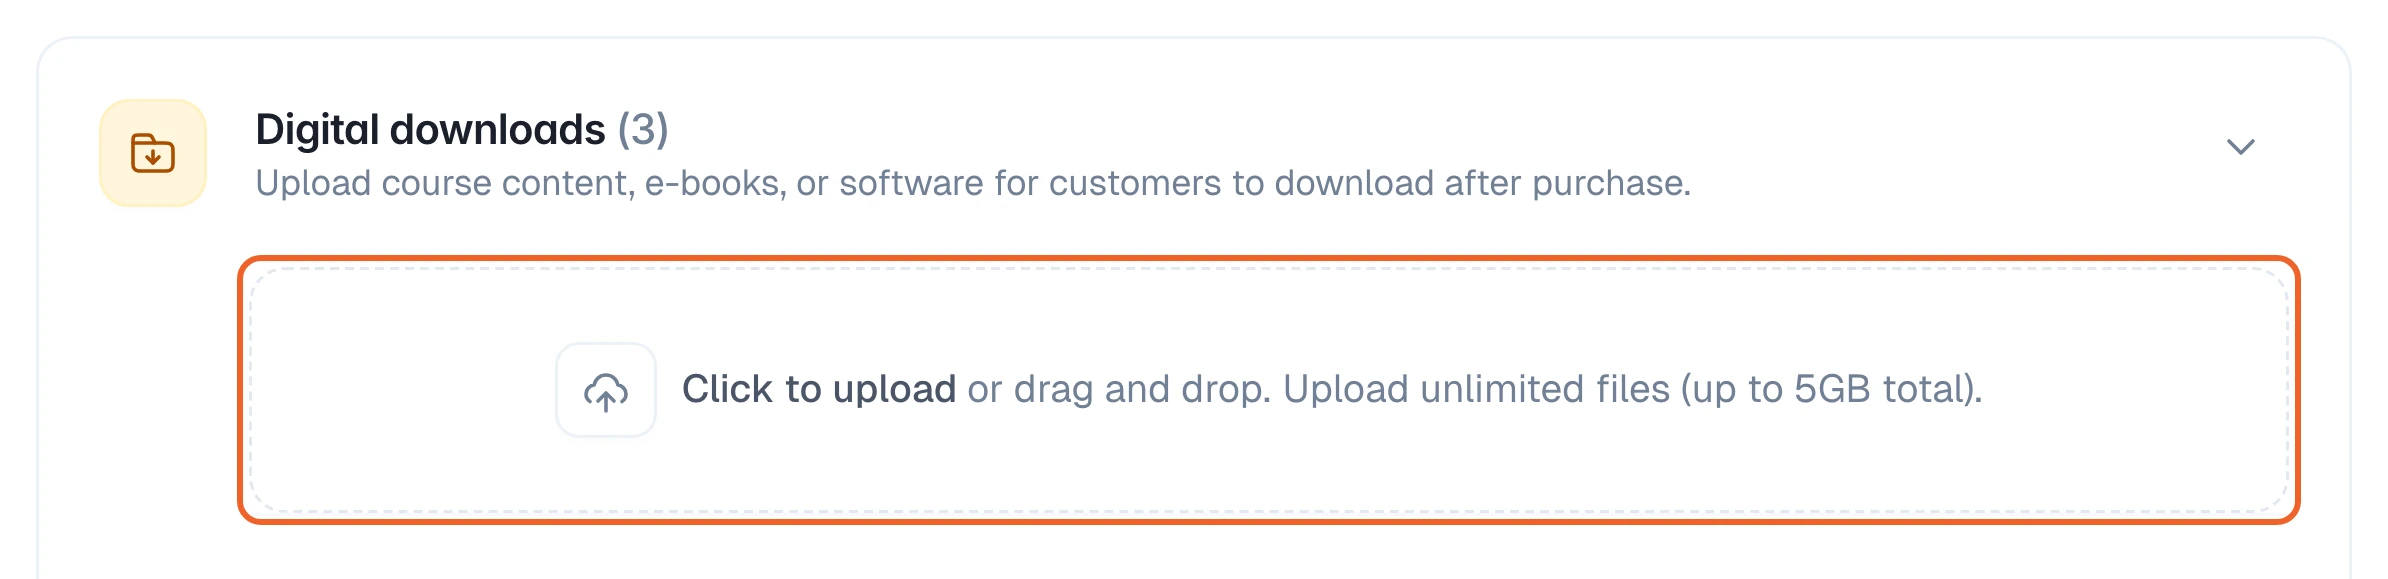 Digital downloads (3)
Upload course content, e-books, or software for customers to download after purchase.
Click to upload or drag and drop. Upload unlimited files (up to 5GB total).